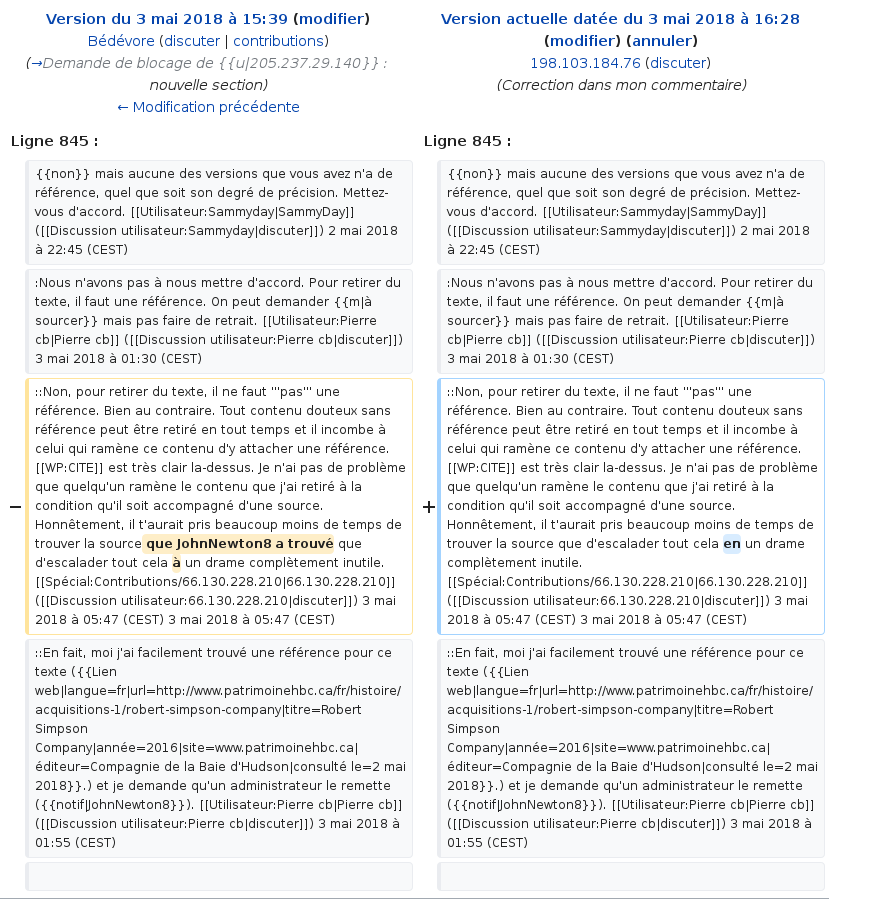 Version du 3 mai 2018 à 15:39 (modifier)
Bédévore (discuter | contributions)
(→Demande de blocage de {{u|205.237.29.140}} :
nouvelle section)
← Modification précédente
Version actuelle datée du 3 mai 2018 à 16:28
(modifier) (annuler)
198.103.184.76 (discuter)
(Correction dans mon commentaire)
Ligne 845 :
Ligne 845 :
{{non}} mais aucune des versions que vous avez n'a de
référence, quel que soit son degré de précision. Mettez-
vous d'accord. [[Utilisateur:Sammyday|SammyDay]]
([[Discussion utilisateur:Sammyday|discuter]]) 2 mai 2018
à 22:45 (CEST)
{{non}} mais aucune des versions que vous avez n'a de
référence, quel que soit son degré de précision. Mettez-
vous d'accord. [[Utilisateur:Sammyday|SammyDay]]
([[Discussion utilisateur:Sammyday|discuter]]) 2 mai 2018
à 22:45 (CEST)
:Nous n'avons pas à nous mettre d'accord. Pour retirer du
texte, il faut une référence. On peut demander {{m|à
sourcer}} mais pas faire de retrait. [[Utilisateur:Pierre
cb|Pierre cb]] ([[Discussion utilisateur:Pierre cb|discuter]])
3 mai 2018 à 01:30 (CEST)
:Nous n'avons pas à nous mettre d'accord. Pour retirer du
texte, il faut une référence. On peut demander {{m|à
sourcer}} mais pas faire de retrait. [[Utilisateur:Pierre
cb|Pierre cb]] ([[Discussion utilisateur:Pierre cb|discuter]])
3 mai 2018 à 01:30 (CEST)
−
::Non, pour retirer du texte, il ne faut '''pas''' une
référence. Bien au contraire. Tout contenu douteux sans
référence peut être retiré en tout temps et il incombe à
celui qui ramène ce contenu d'y attacher une référence.
[[WP:CITE]] est très clair la-dessus. Je n'ai pas de problème
que quelqu'un ramène le contenu que j'ai retiré à la
condition qu'il soit accompagné d'une source.
Honnêtement, il t'aurait pris beaucoup moins de temps de
trouver la source que JohnNewton8 a trouvé que
d'escalader tout cela à un drame complètement inutile.
[[Spécial:Contributions/66.130.228.210|66.130.228.210]]
([[Discussion utilisateur:66.130.228.210|discuter]]) 3 mai
2018 à 05:47 (CEST) 3 mai 2018 à 05:47 (CEST)
+
::Non, pour retirer du texte, il ne faut '''pas''' une
référence. Bien au contraire. Tout contenu douteux sans
référence peut être retiré en tout temps et il incombe à
celui qui ramène ce contenu d'y attacher une référence.
[[WP:CITE]] est très clair la-dessus. Je n'ai pas de problème
que quelqu'un ramène le contenu que j'ai retiré à la
condition qu'il soit accompagné d'une source.
Honnêtement, il t'aurait pris beaucoup moins de temps de
trouver la source que d'escalader tout cela en un drame
complètement inutile.
[[Spécial:Contributions/66.130.228.210|66.130.228.210]]
([[Discussion utilisateur:66.130.228.210|discuter]]) 3 mai
2018 à 05:47 (CEST) 3 mai 2018 à 05:47 (CEST)
::En fait, moi j'ai facilement trouvé une référence pour ce
texte ({{Lien
web|langue=fr|url=http://www.patrimoinehbc.ca/fr/histoire/
acquisitions-1/robert-simpson-company|titre=Robert
Simpson
Company|année=2016|site=www.patrimoinehbc.ca|
éditeur=Compagnie de la Baie d'Hudson|consulté le=2 mai
2018}}.) et je demande qu'un administrateur le remette
({{notif|JohnNewton8}}). [[Utilisateur:Pierre cb|Pierre cb]]
([[Discussion utilisateur:Pierre cb|discuter]]) 3 mai 2018 à
01:55 (CEST)
::En fait, moi j'ai facilement trouvé une référence pour ce
texte ({{Lien
web|langue=fr|url=http://www.patrimoinehbc.ca/fr/histoire/
acquisitions-1/robert-simpson-company|titre=Robert
Simpson
Company|année=2016|site=www.patrimoinehbc.ca|
éditeur=Compagnie de la Baie d'Hudson|consulté le=2 mai
2018}}.) et je demande qu'un administrateur le remette
({{notif|JohnNewton8}}). [[Utilisateur:Pierre cb|Pierre cb]]
([[Discussion utilisateur:Pierre cb|discuter]]) 3 mai 2018 à
01:55 (CEST)